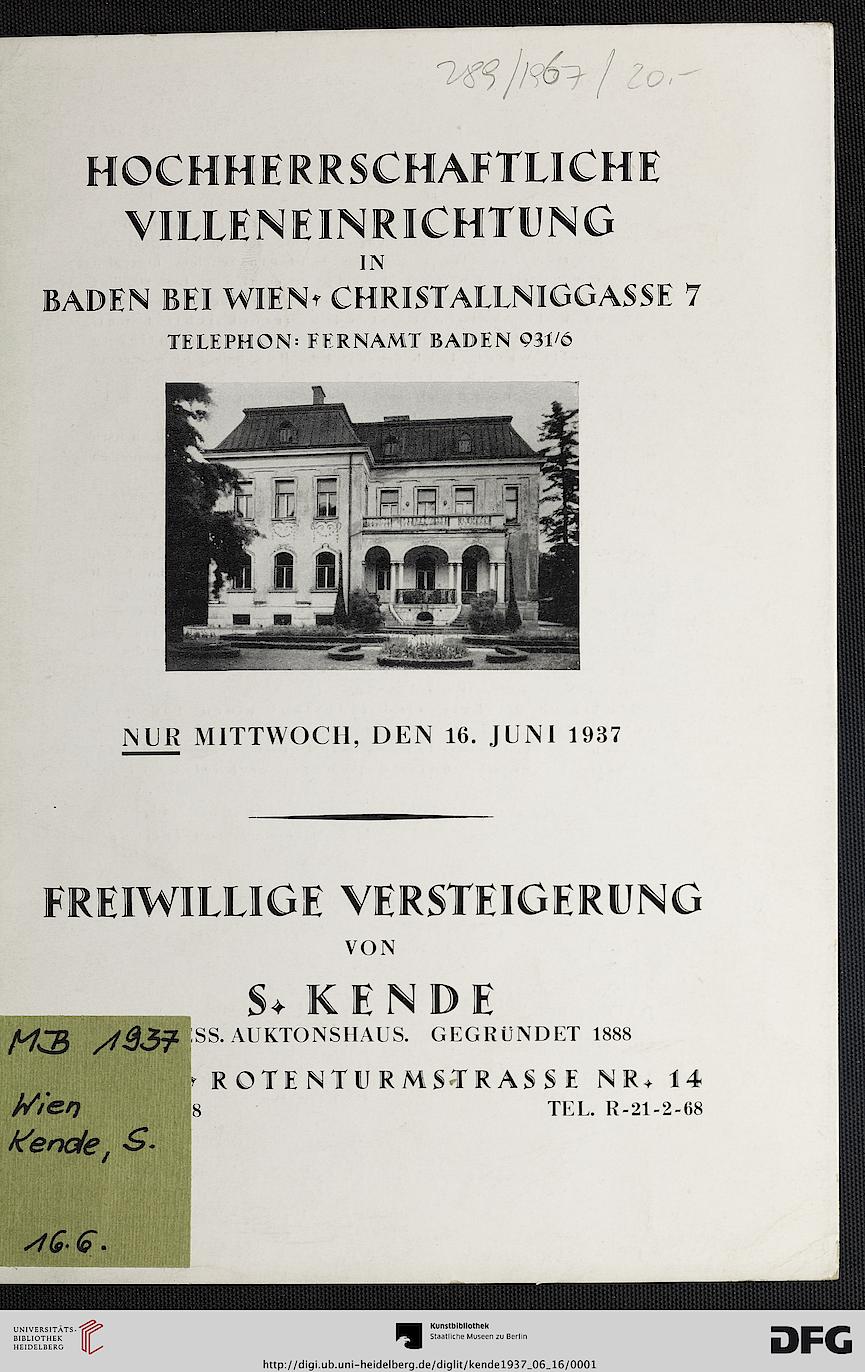 289/1967/20.-
HOCHHERRSCHAFTLICHE
VILLENEINRICHTUNG
IN
BADEN BEI WIEN, CHRISTALLNIGGASSE 7
TELEPHON: FERNAMT BADEN 931/6
NUR MITTWOCH, DEN 16. JUNI 1937
FREIWILLIGE VERSTEIGERUNG
VON
S. KENDE
ESS. AUKTONSHAUS. GEGRÜNDET 1888
ROTENTURMSTRASSE NR. 14
8 TEL. R-21-2-68
MB 1937
Wien
Kende, S.
16.6.
UNIVERSITÄTS-
BIBLIOTHEK
HEIDELBERG
Kunstbibliothek
Staatliche Museen zu Berlin
DFG
http://digi.ub.uni-heidelberg.de/diglit/kende1937_06_16/0001